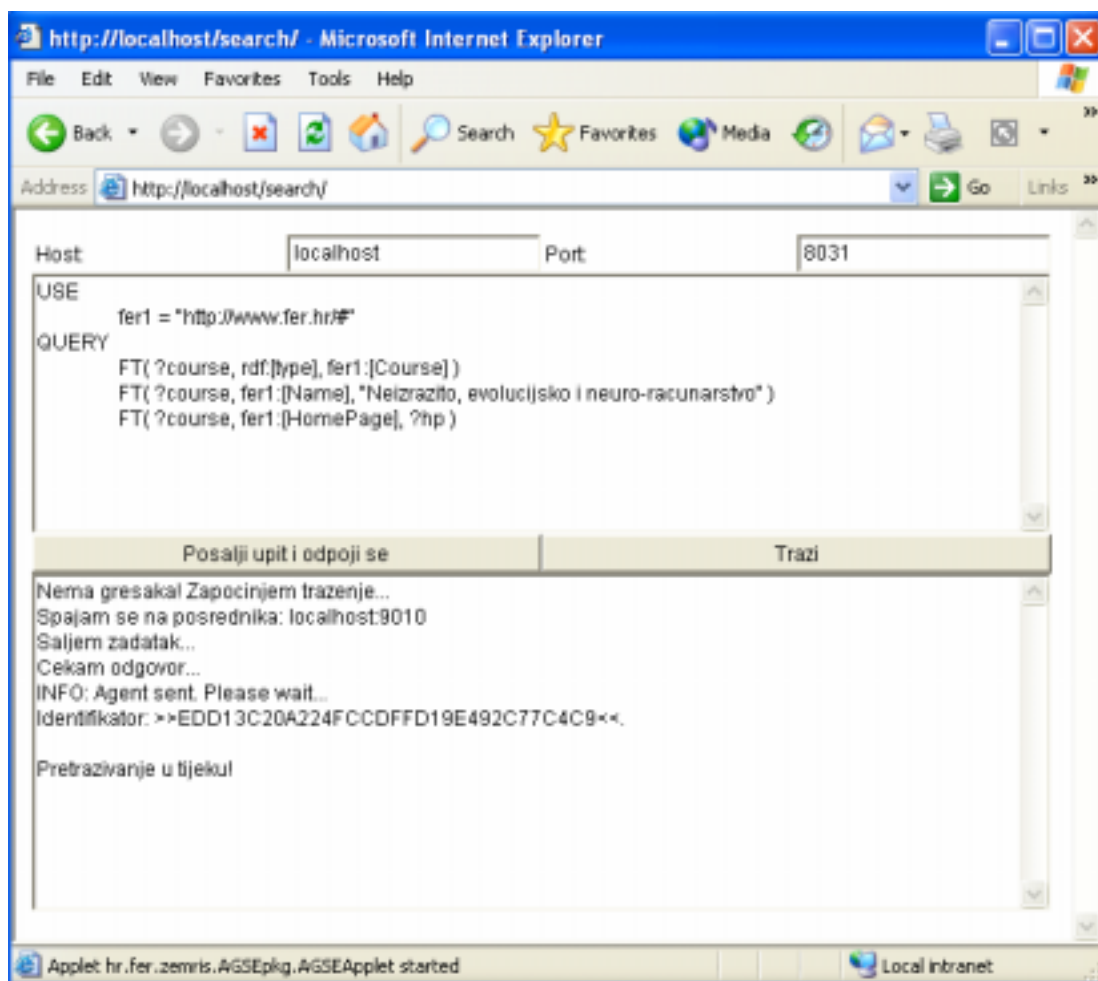 http://localhost/search/ - Microsoft Internet Explorer
File Edit View Favorites Tools Help
Back Search Favorites Media
Address http://localhost/search/ Go Links
Host localhost Port 8031
USE
fer1 = "http://www.fer.hr/#"
QUERY
FT( ?course, rdf:[type], fer1:[Course] )
FT( ?course, fer1:[Name], "Neizrazito, evolucijsko i neuro-racunarstvo" )
FT( ?course, fer1:[HomePage], ?hp )
Posalji upit i odpoji se Trazi
Nema gresaka! Zapocinjem trazenje...
Spajam se na posrednika: localhost:9010
Saljem zadatak...
Cekam odgovor...
INFO: Agent sent. Please wait...
Identifikator: >>EDD13C20A224FCCDFFD19E492C77C4C9<<.
Pretrazivanje u tijeku!
Applet hr.fer.zemris.AGSEpkg.AGSEApplet started Local intranet